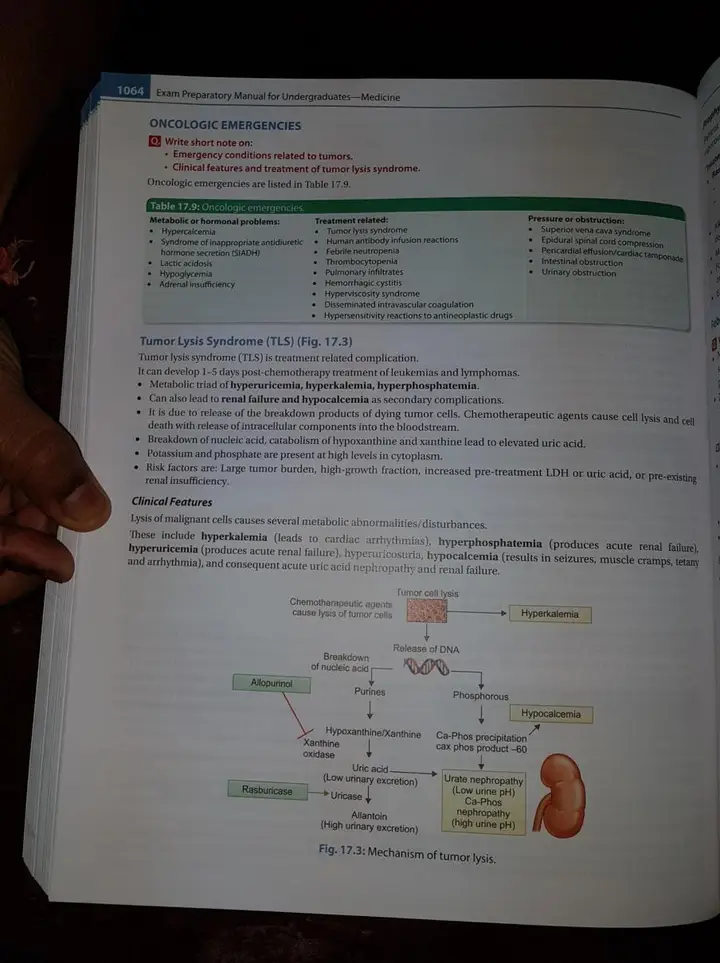 1064 Exam Preparatory Manual for Undergraduates—Medicine
ONCOLOGIC EMERGENCIES
Q. Write short note on:
• Emergency conditions related to tumors.
• Clinical features and treatment of tumor lysis syndrome.
Oncologic emergencies are listed in Table 17.9.
Table 17.9: Oncologic emergencies.
Metabolic or hormonal problems:
• Hypercalcemia
• Syndrome of inappropriate antidiuretic
hormone secretion (SIADH)
• Lactic acidosis
• Hypoglycemia
• Adrenal insufficiency
Treatment related:
• Tumor lysis syndrome
• Human antibody infusion reactions
• Febrile neutropenia
• Thrombocytopenia
• Pulmonary infiltrates
• Hemorrhagic cystitis
• Hyperviscosity syndrome
• Disseminated intravascular coagulation
• Hypersensitivity reactions to antineoplastic drugs
Pressure or obstruction:
• Superior vena cava syndrome
• Epidural spinal cord compression
• Pericardial effusion/cardiac tamponade
• Intestinal obstruction
• Urinary obstruction
Tumor Lysis Syndrome (TLS) (Fig. 17.3)
Tumor lysis syndrome (TLS) is treatment related complication.
It can develop 1–5 days post-chemotherapy treatment of leukemias and lymphomas.
• Metabolic triad of hyperuricemia, hyperkalemia, hyperphosphatemia.
• Can also lead to renal failure and hypocalcemia as secondary complications.
• It is due to release of the breakdown products of dying tumor cells. Chemotherapeutic agents cause cell lysis and cell
death with release of intracellular components into the bloodstream.
• Breakdown of nucleic acid, catabolism of hypoxanthine and xanthine lead to elevated uric acid.
• Potassium and phosphate are present at high levels in cytoplasm.
• Risk factors are: Large tumor burden, high-growth fraction, increased pre-treatment LDH or uric acid, or pre-existing
renal insufficiency.
Clinical Features
Lysis of malignant cells causes several metabolic abnormalities/disturbances.
These include hyperkalemia (leads to cardiac arrhythmias), hyperphosphatemia (produces acute renal failure),
hyperuricemia (produces acute renal failure), hyperuricosuria, hypocalcemia (results in seizures, muscle cramps, tetany
and arrhythmia), and consequent acute uric acid nephropathy and renal failure.
Tumor cell lysis
Chemotherapeutic agents
cause lysis of tumor cells
Hyperkalemia
Release of DNA
Breakdown
of nucleic acid
Allopurinol
Purines
Phosphorous
Hypocalcemia
Hypoxanthine/Xanthine
Xanthine
oxidase
Ca-Phos precipitation
cax phos product –60
Uric acid
(Low urinary excretion)
Urate nephropathy
(Low urine pH)
Ca-Phos
nephropathy
(high urine pH)
Rasburicase
Uricase
Allantoin
(High urinary excretion)
Fig. 17.3: Mechanism of tumor lysis.